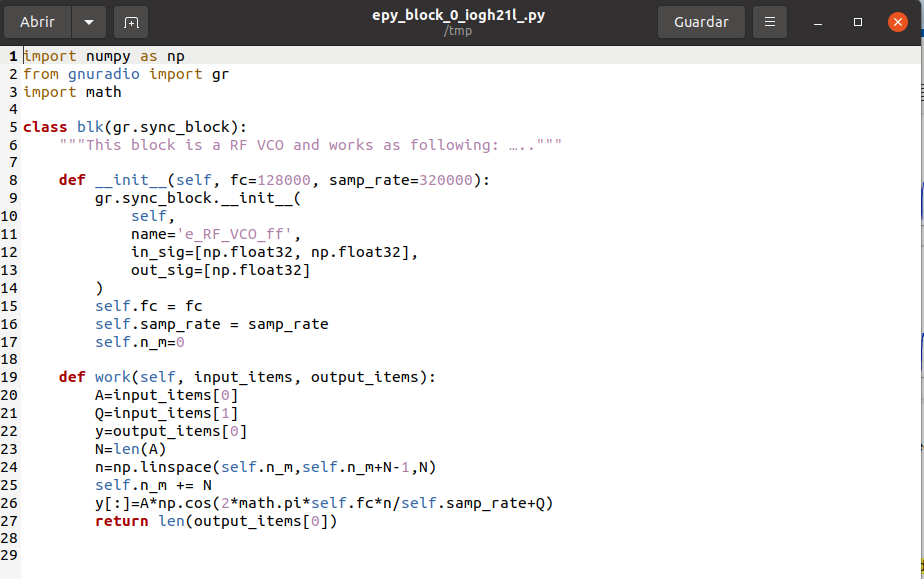 Abrir
epy_block_0_iogh21l_.py
/tmp
Guardar
1 import numpy as np
2 from gnuradio import gr
3 import math
4
5 class blk(gr.sync_block):
6     """This block is a RF VCO and works as following: ….."""
7
8     def __init__(self, fc=128000, samp_rate=320000):
9         gr.sync_block.__init__(
10             self,
11             name='e_RF_VCO_ff',
12             in_sig=[np.float32, np.float32],
13             out_sig=[np.float32]
14         )
15         self.fc = fc
16         self.samp_rate = samp_rate
17         self.n_m=0
18
19     def work(self, input_items, output_items):
20         A=input_items[0]
21         Q=input_items[1]
22         y=output_items[0]
23         N=len(A)
24         n=np.linspace(self.n_m,self.n_m+N-1,N)
25         self.n_m += N
26         y[:]=A*np.cos(2*math.pi*self.fc*n/self.samp_rate+Q)
27         return len(output_items[0])
28
29